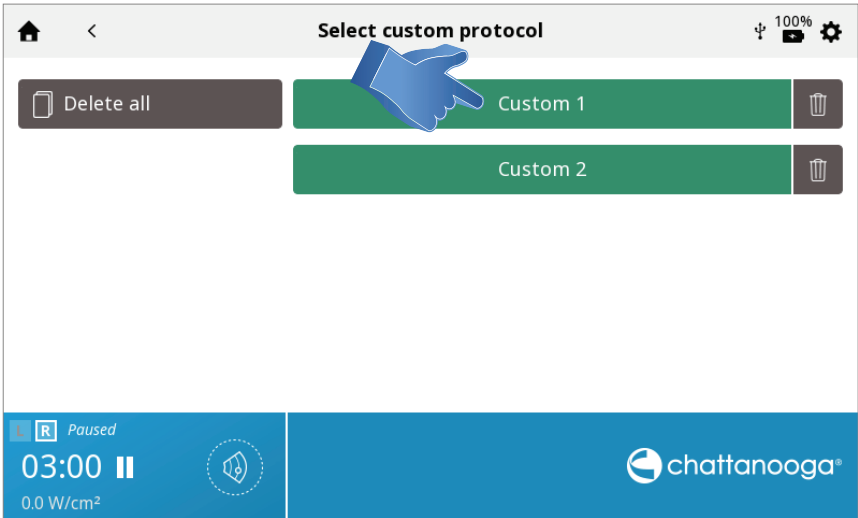 Select custom protocol
100%
Delete all
Custom 1
Custom 2
L R Paused
03:00
0.0 W/cm²
chattanooga®